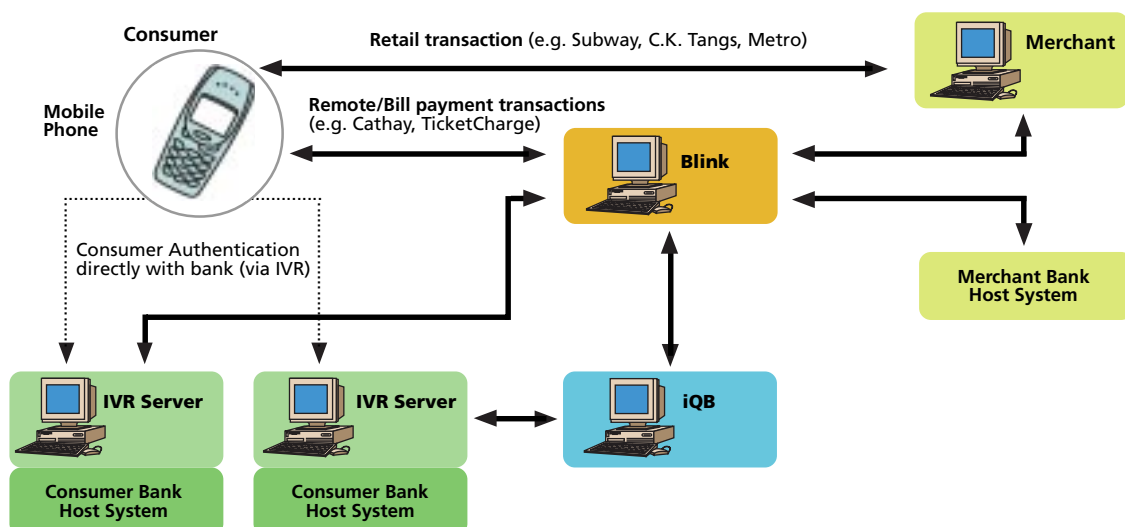 Consumer
Retail transaction (e.g. Subway, C.K. Tangs, Metro)
Merchant
Mobile
Phone
Remote/Bill payment transactions
(e.g. Cathay, TicketCharge)
Blink
Consumer Authentication
directly with bank (via IVR)
Merchant Bank
Host System
IVR Server
IVR Server
iQB
Consumer Bank
Host System
Consumer Bank
Host System